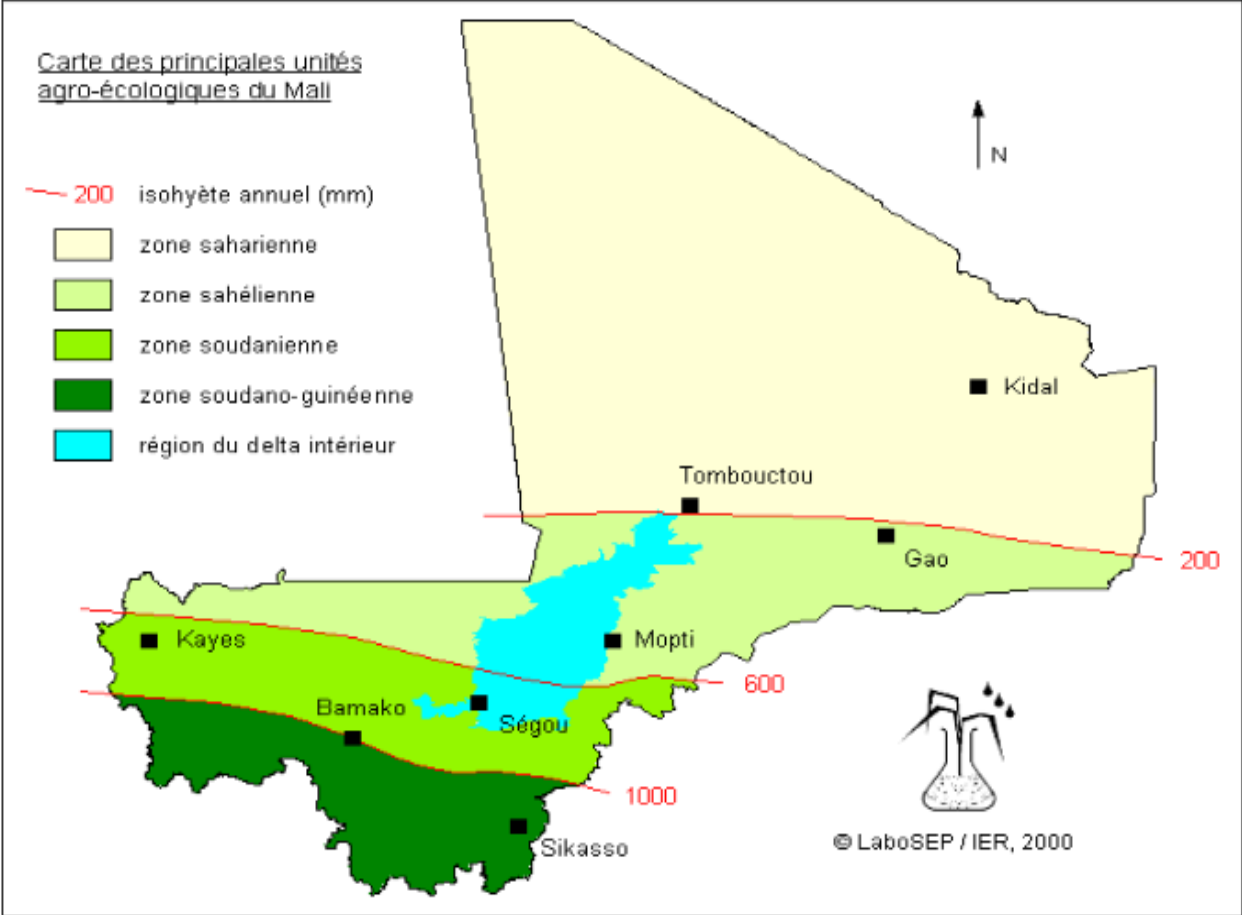 Carte des principales unités
agro-écologiques du Mali
N
200 isohyète annuel (mm)
zone saharienne
zone sahélienne
zone soudanienne
zone soudano-guinéenne
région du delta intérieur
Kidal
Tombouctou
Gao
200
Kayes
Mopti
600
Bamako
Ségou
1000
Sikasso
© LaboSEP / IER, 2000